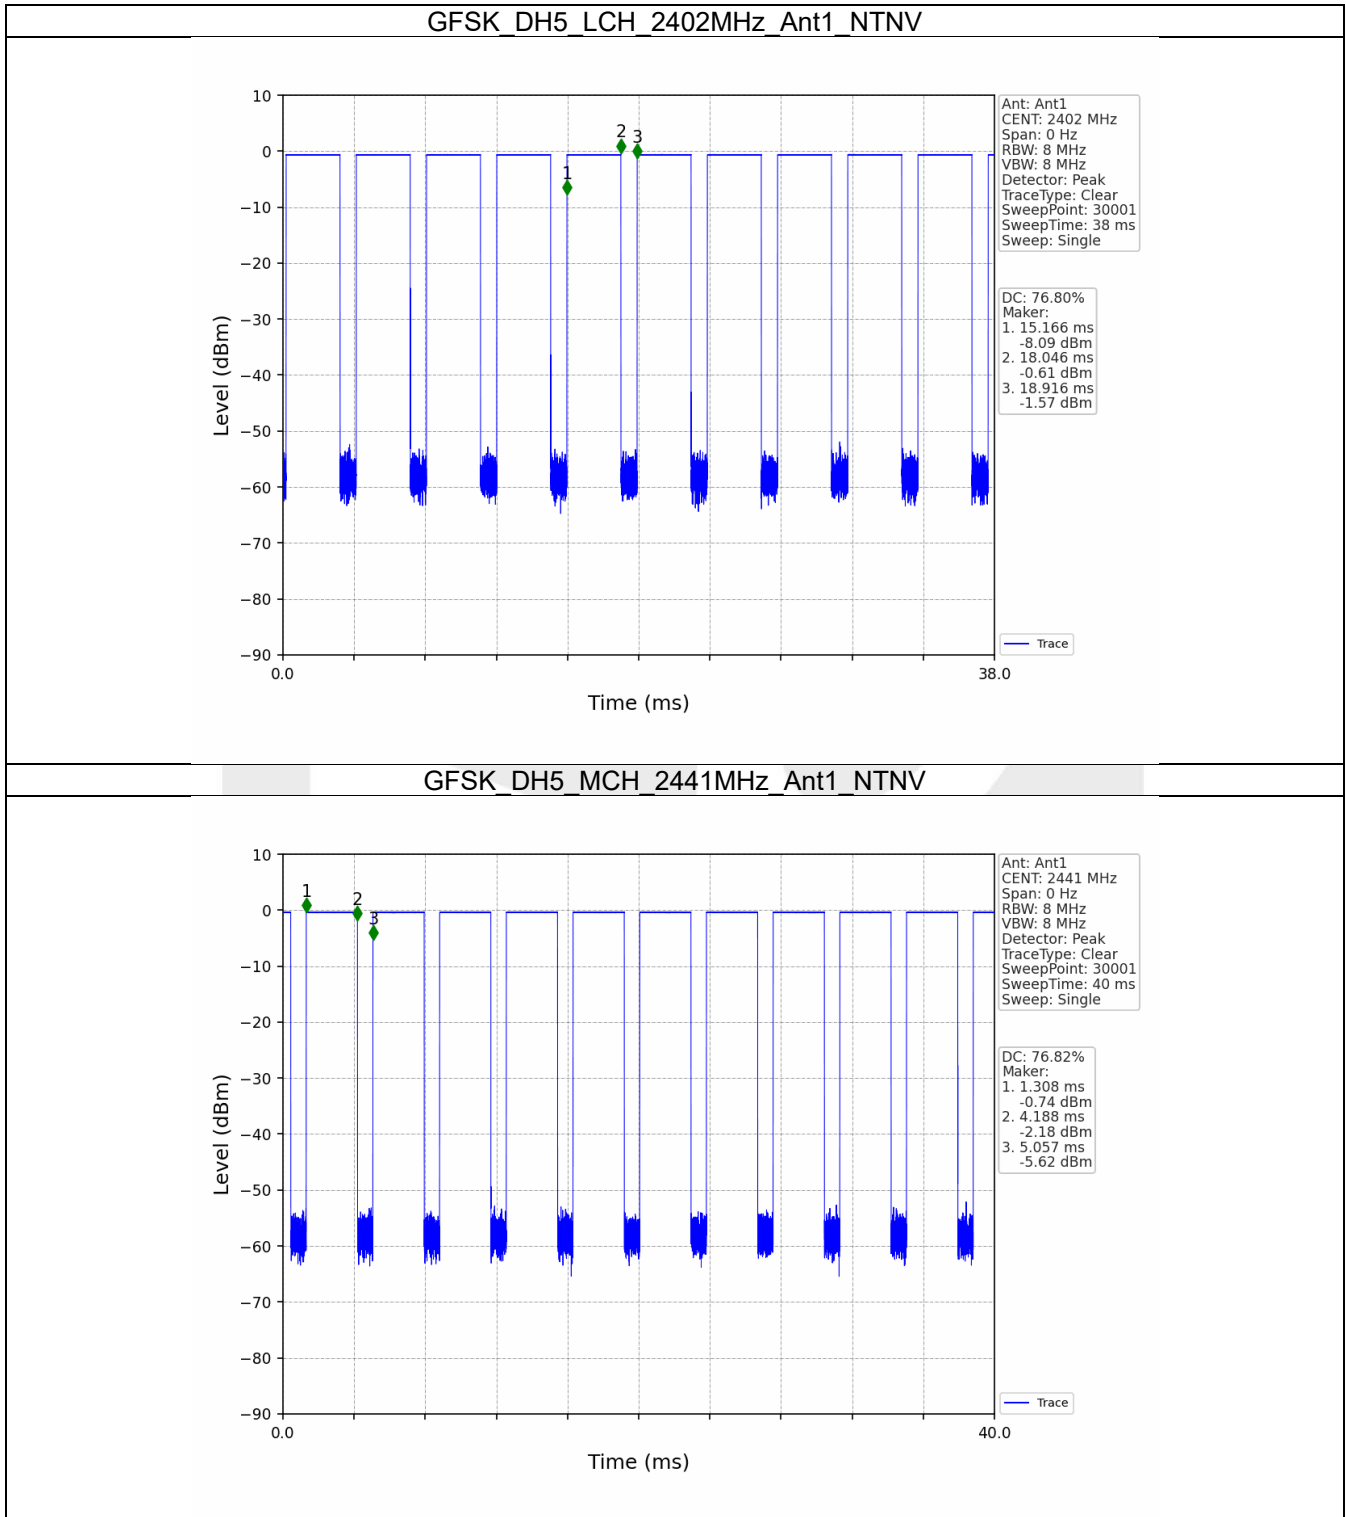 GFSK_DH5_LCH_2402MHz_Ant1_NTNV
10
0
−10
−20
−30
−40
−50
−60
−70
−80
−90
Level (dBm)
1
2
3
0.0
38.0
Time (ms)
Ant: Ant1
CENT: 2402 MHz
Span: 0 Hz
RBW: 8 MHz
VBW: 8 MHz
Detector: Peak
TraceType: Clear
SweepPoint: 30001
SweepTime: 38 ms
Sweep: Single
DC: 76.80%
Maker:
1. 15.166 ms
-8.09 dBm
2. 18.046 ms
-0.61 dBm
3. 18.916 ms
-1.57 dBm
Trace
GFSK_DH5_MCH_2441MHz_Ant1_NTNV
10
0
−10
−20
−30
−40
−50
−60
−70
−80
−90
Level (dBm)
1
2
3
0.0
40.0
Time (ms)
Ant: Ant1
CENT: 2441 MHz
Span: 0 Hz
RBW: 8 MHz
VBW: 8 MHz
Detector: Peak
TraceType: Clear
SweepPoint: 30001
SweepTime: 40 ms
Sweep: Single
DC: 76.82%
Maker:
1. 1.308 ms
-0.74 dBm
2. 4.188 ms
-2.18 dBm
3. 5.057 ms
-5.62 dBm
Trace